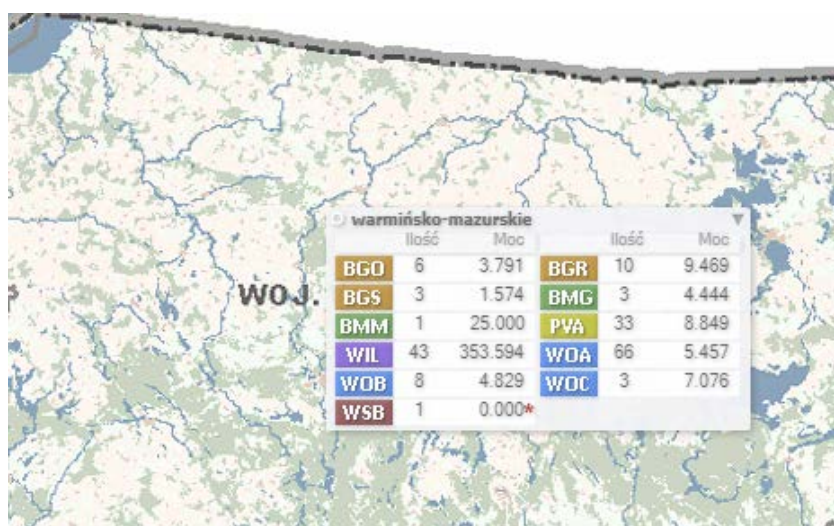 warmińsko-mazurskie
Ilość Moc Ilość Moc
BGO 6 3.791 BGR 10 9.469
WOJ.
BGS 3 1.574 BMG 3 4.444
BMM 1 25.000 PVA 33 8.849
WIL 43 353.594 WOA 66 5.457
WOB 8 4.829 WOC 3 7.076
WSB 1 0.000*